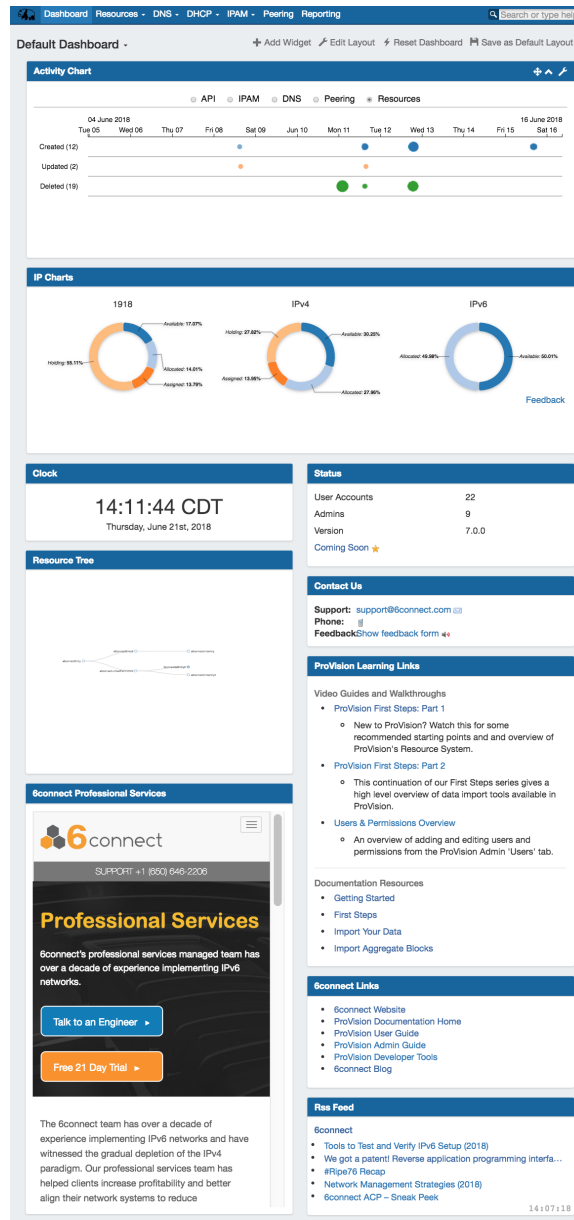 Dashboard Resources DNS DHCP IPAM Peering Reporting
Search or type hel
Default Dashboard
Add Widget Edit Layout Reset Dashboard Save as Default Layout
Activity Chart
API IPAM DNS Peering Resources
04 June 2018 16 June 2018
Tue 05 Wed 06 Thu 07 Fri 08 Sat 09 Jun 10 Mon 11 Tue 12 Wed 13 Thu 14 Fri 15 Sat 16
Created (12)
Updated (2)
Deleted (19)
IP Charts
1918
Available: 17.07%
Holding: 55.11%
Allocated: 14.01%
Assigned: 13.79%
IPv4
Holding: 27.82%
Available: 30.25%
Allocated: 27.96%
IPv6
Allocated: 49.98%
Available: 50.01%
Feedback
Clock
14:11:44 CDT
Thursday, June 21st, 2018
Resource Tree
6connect Professional Services
6connect
SUPPORT +1 (650) 646-2206
Professional Services
6connect's professional services managed team has
over a decade of experience implementing IPv6
networks.
Talk to an Engineer ▸
Free 21 Day Trial ▸
The 6connect team has over a decade of
experience implementing IPv6 networks and have
witnessed the gradual depletion of the IPv4
paradigm. Our professional services team has
helped clients increase profitability and better
align their network systems to reduce
Status
User Accounts 22
Admins 9
Version 7.0.0
Coming Soon
Contact Us
Support: support@6connect.com
Phone:
Feedback: Show feedback form
ProVision Learning Links
Video Guides and Walkthroughs
• ProVision First Steps: Part 1
New to ProVision? Watch this for some
recommended starting points and and overview of
ProVision's Resource System.
• ProVision First Steps: Part 2
This continuation of our First Steps series gives a
high level overview of data import tools available in
ProVision.
• Users & Permissions Overview
An overview of adding and editing users and
permissions from the ProVision Admin 'Users' tab.
Documentation Resources
• Getting Started
• First Steps
• Import Your Data
• Import Aggregate Blocks
6connect Links
• 6connect Website
• ProVision Documentation Home
• ProVision User Guide
• ProVision Admin Guide
• ProVision Developer Tools
• 6connect Blog
Rss Feed
6connect
• Tools to Test and Verify IPv6 Setup (2018)
• We got a patent! Reverse application programming interfa…
• #Ripe76 Recap
• Network Management Strategies (2018)
• 6connect ACP – Sneak Peek
14:07:18